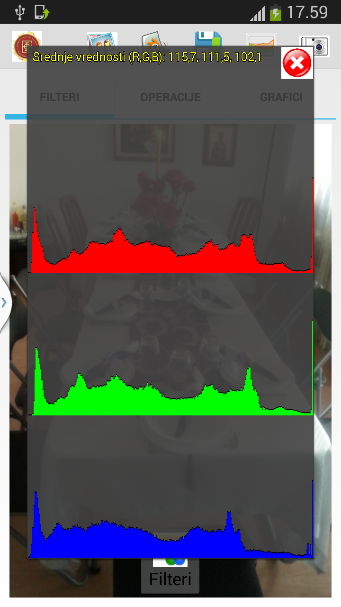 17.59
Srednje vrednosti (R,G,B): 115,7, 111,5, 102,1
FILTERI OPERACIJE GRAFICI
Filteri